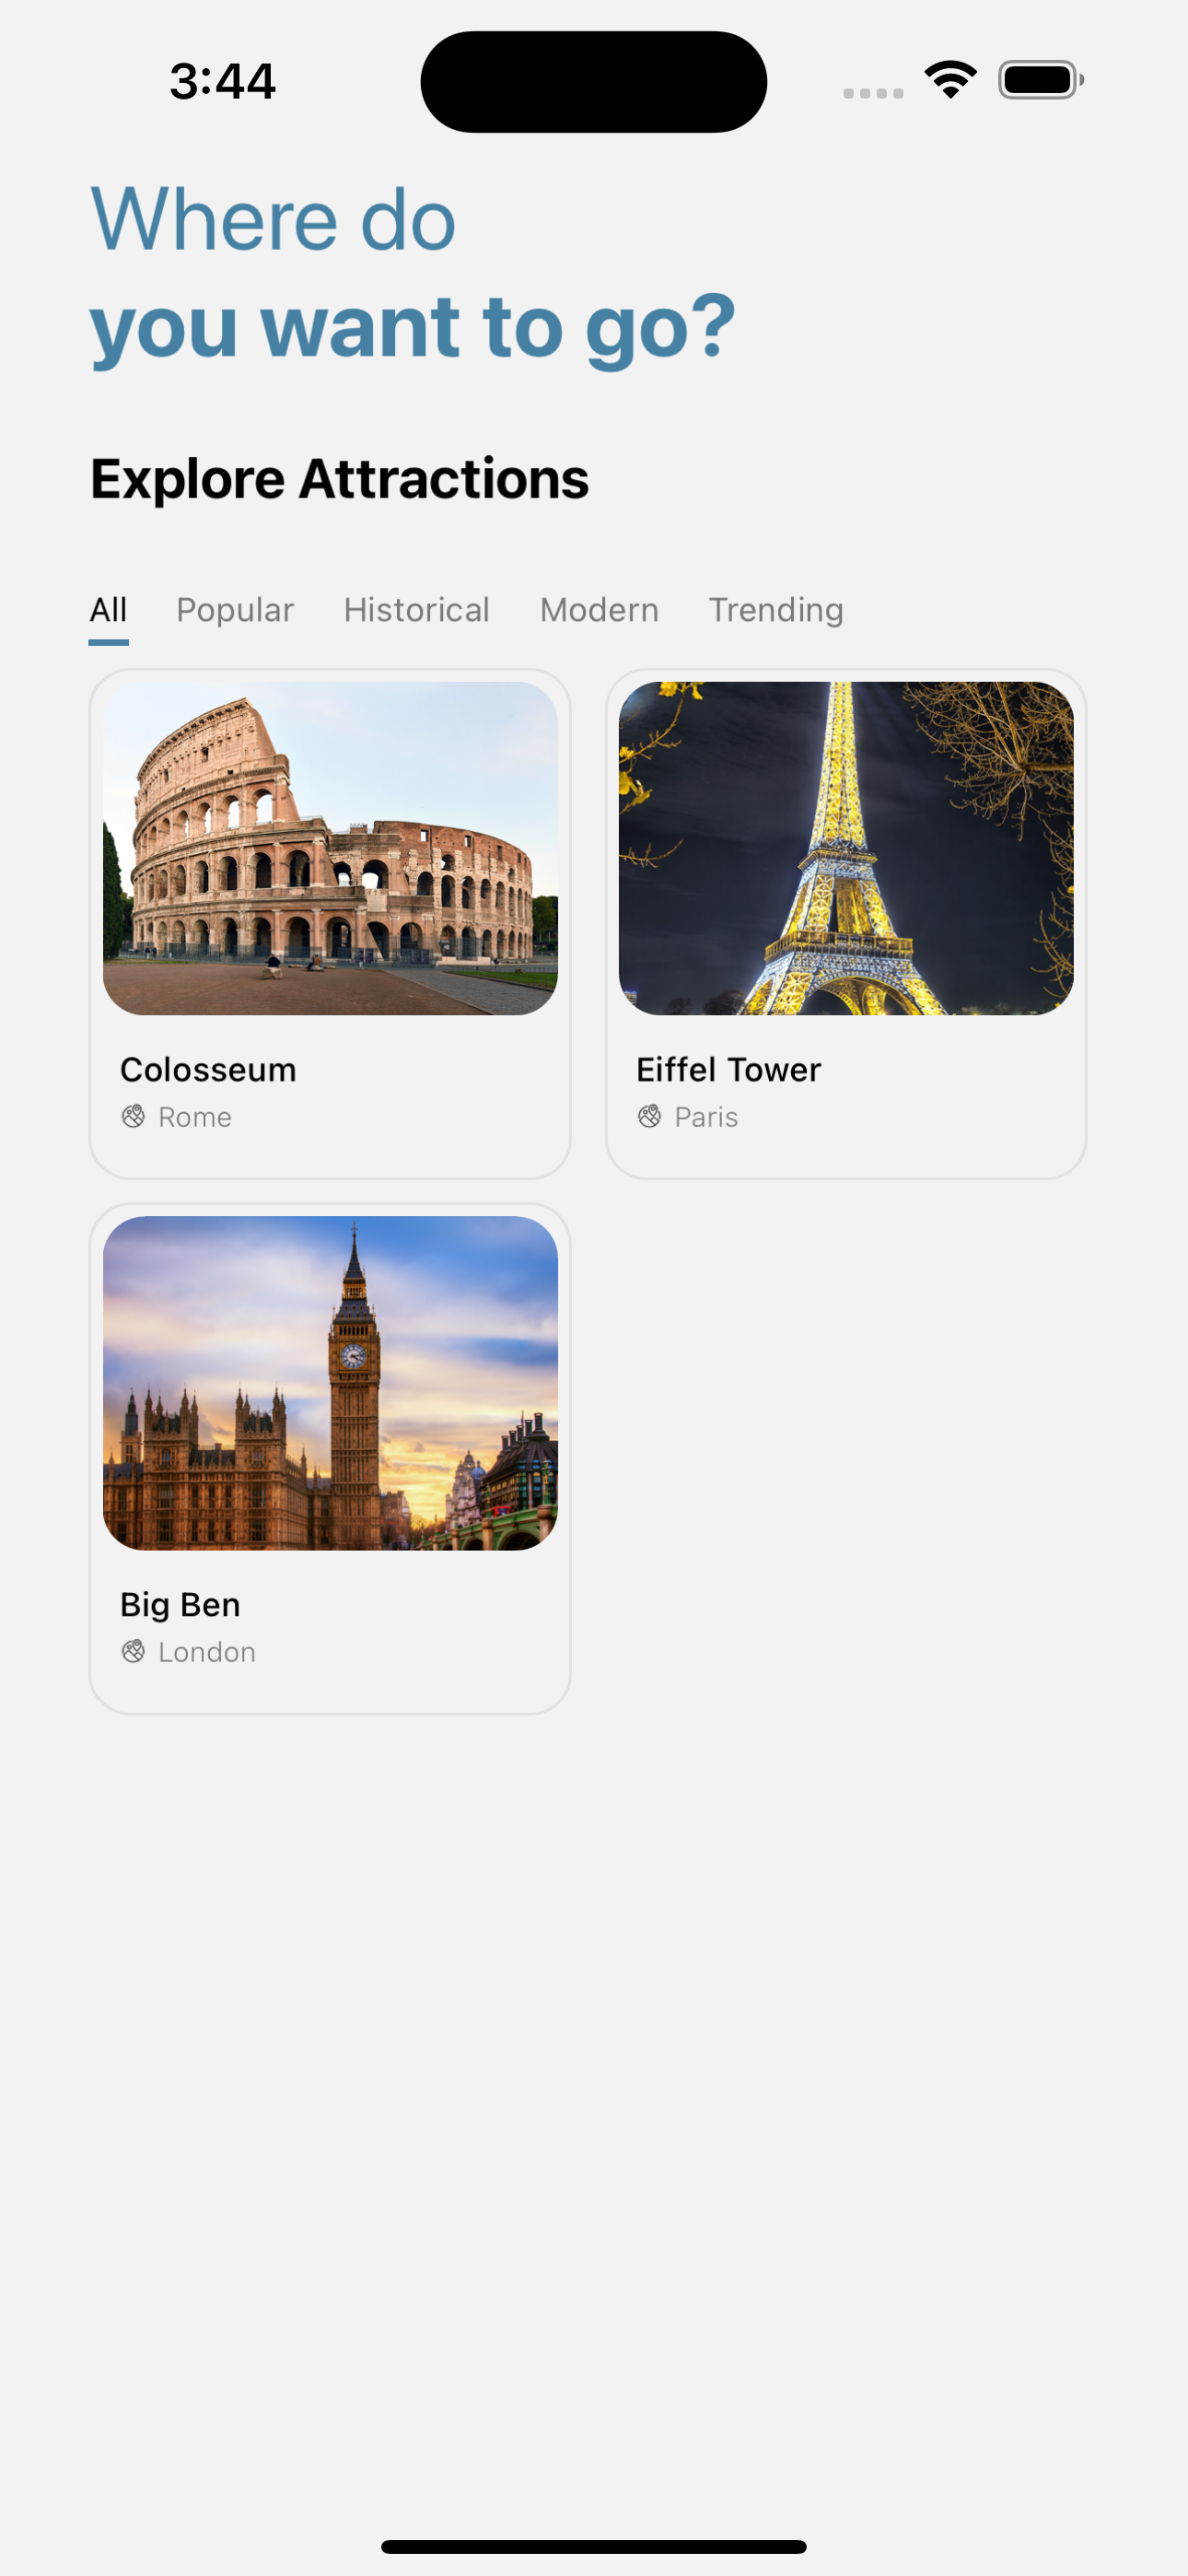 3:44
Where do
you want to go?
Explore Attractions
All Popular Historical Modern Trending
Colosseum
Rome
Eiffel Tower
Paris
Big Ben
London